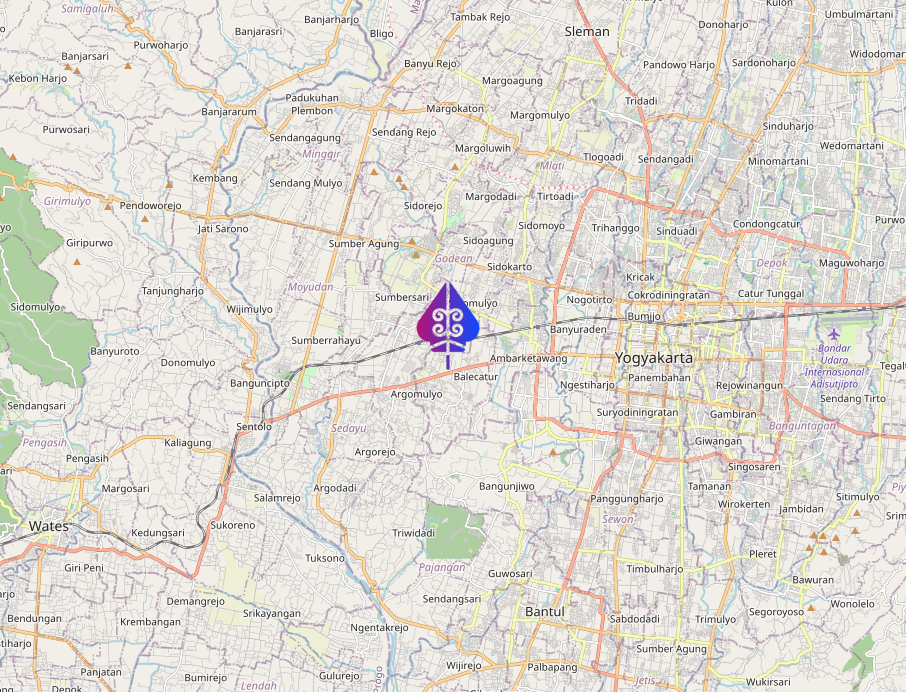 Samigaluh
Banjarharjo
Tambak Rejo
Kulon
Umbulmartani
Donoharjo
Purwoharjo
Banjarasri
Bligo
Sleman
Banjarsari
Banyu Rejo
Pandowo Harjo
Sardonoharjo
Widodomar
Kebon Harjo
Margoagung
Padukuhan
Plembon
Tridadi
Banjararum
Margokaton
Margomulyo
Purwosari
Sendangagung
Sendang Rejo
Sinduharjo
Minggir
Margoluwih
Mlati
Tlogoadi
Sendangadi
Wedomartani
Minomartani
Kembang
Sendang Mulyo
Girimulyo
Pendoworejo
Sidorejo
Margodadi
Tirtoadi
Jati Sarono
Sidomoyo
Trihanggo
Sinduadi
Condongcatur
Purwo
yo
Giripurwo
Sumber Agung
Sidoagung
Godean
Sidokarto
Depok
Maguwoharjo
Kricak
Tanjungharjo
Moyudan
Sumbersari
omulyo
Nogotirto
Cokrodiningratan
Catur Tunggal
Sidomulyo
Wijimulyo
Bumijo
Banyuraden
Sumberrahayu
Banyuroto
Donomulyo
Ambarketawang
Yogyakarta
Bandar
Udara
Internasional
Adisutjipto
Tegalt
Banguncipto
Balecatur
Ngestiharjo
Panembahan
Rejowinangun
Argomulyo
Sendang Tirto
Sendangsari
Suryodiningratan
Gambiran
Sentolo
Sedayu
Banguntapan
Pengasih
Kaliagung
Giwangan
Pengasih
Argorejo
Singosaren
Margosari
Argodadi
Bangunjiwo
Tamanan
Salamrejo
Panggungharjo
Wirokerten
Jambidan
Sitimulyo
Wates
Sukoreno
Sewon
Kedungsari
Triwidadi
Pleret
Tuksono
Giri Peni
Pajangan
Guwosari
Timbulharjo
Bawuran
Demangrejo
Sendangsari
Wonolelo
Srikayangan
Bantul
Segoroyoso
Bendungan
Krembangan
Ngentakrejo
Sabdodadi
Trimulyo
Sumber Agung
Panjatan
Wijirejo
Palbapang
Bumirejo
Gulurejo
Progo
Jetis
Wukirsari
Depok
Lendah